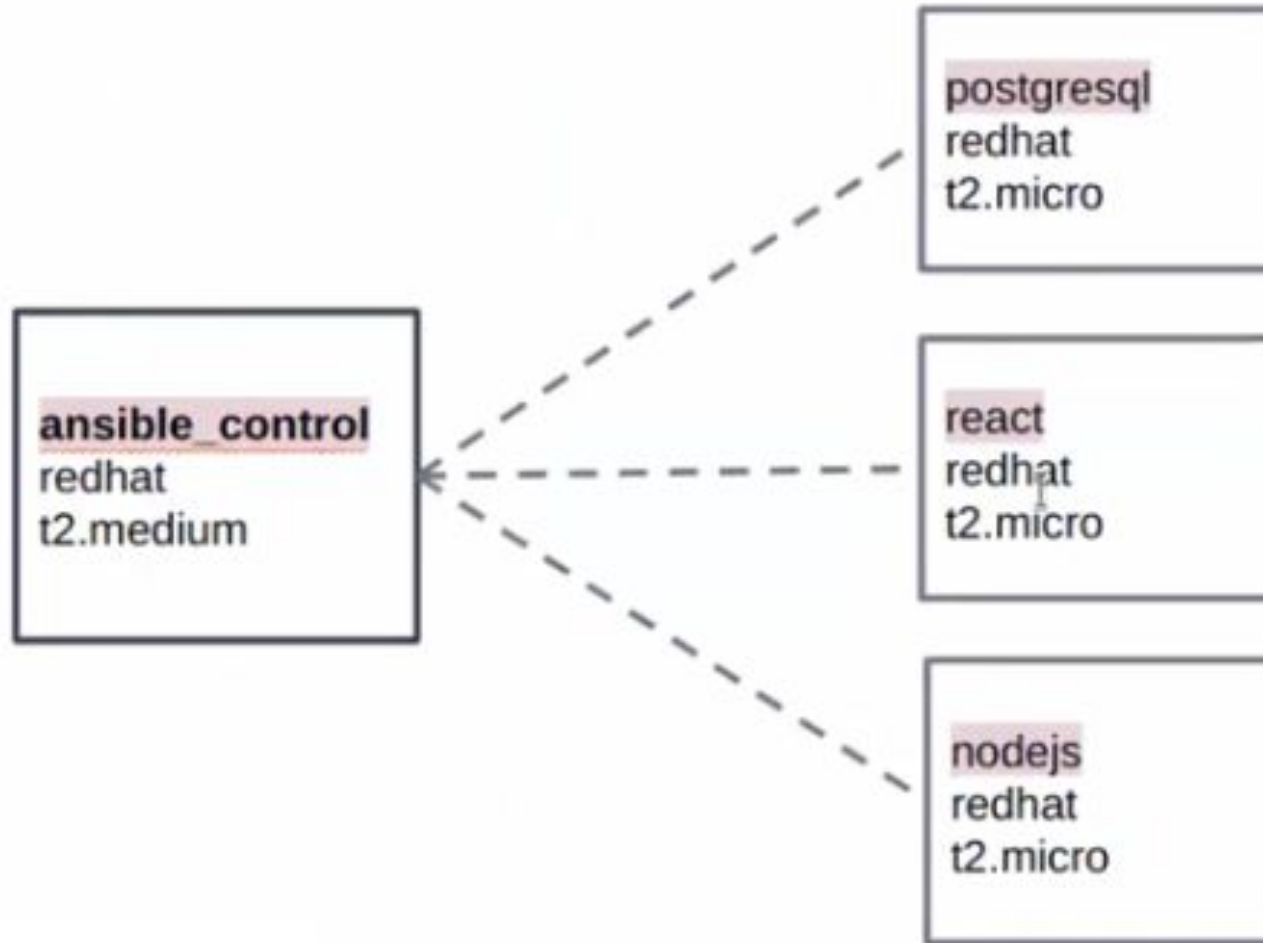 postgresql
redhat
t2.micro
ansible_control
redhat
t2.medium
react
redhat
t2.micro
nodejs
redhat
t2.micro